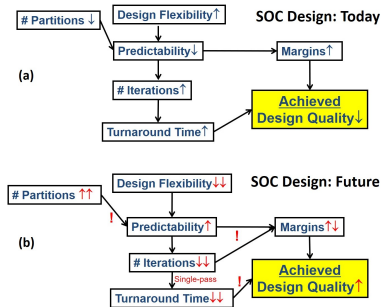 SOC Design: Today
Design Flexibility↑
# Partitions ↓
Predictability↓
Margins↑
(a)
# Iterations↑
Achieved
Design Quality↓
Turnaround Time↑
SOC Design: Future
Design Flexibility↓↓
# Partitions ↑↑
!
Predictability↑
Margins↑↓
!
(b)
# Iterations↓↓
Single-pass
!
Achieved
Design Quality↑
Turnaround Time↓↓